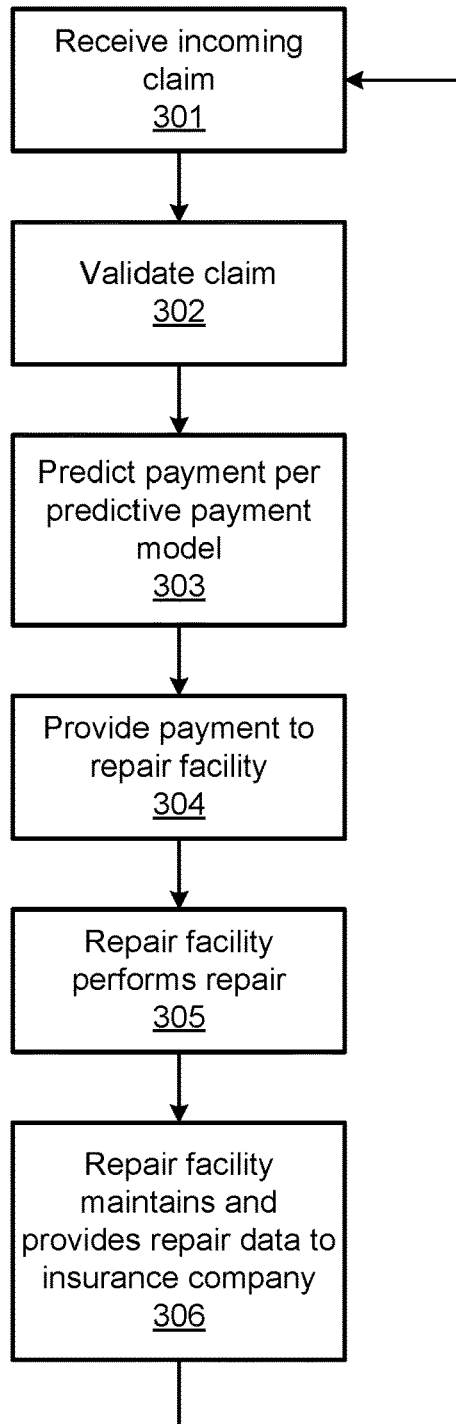 Receive incoming
claim
301
Validate claim
302
Predict payment per
predictive payment
model
303
Provide payment to
repair facility
304
Repair facility
performs repair
305
Repair facility
maintains and
provides repair data to
insurance company
306